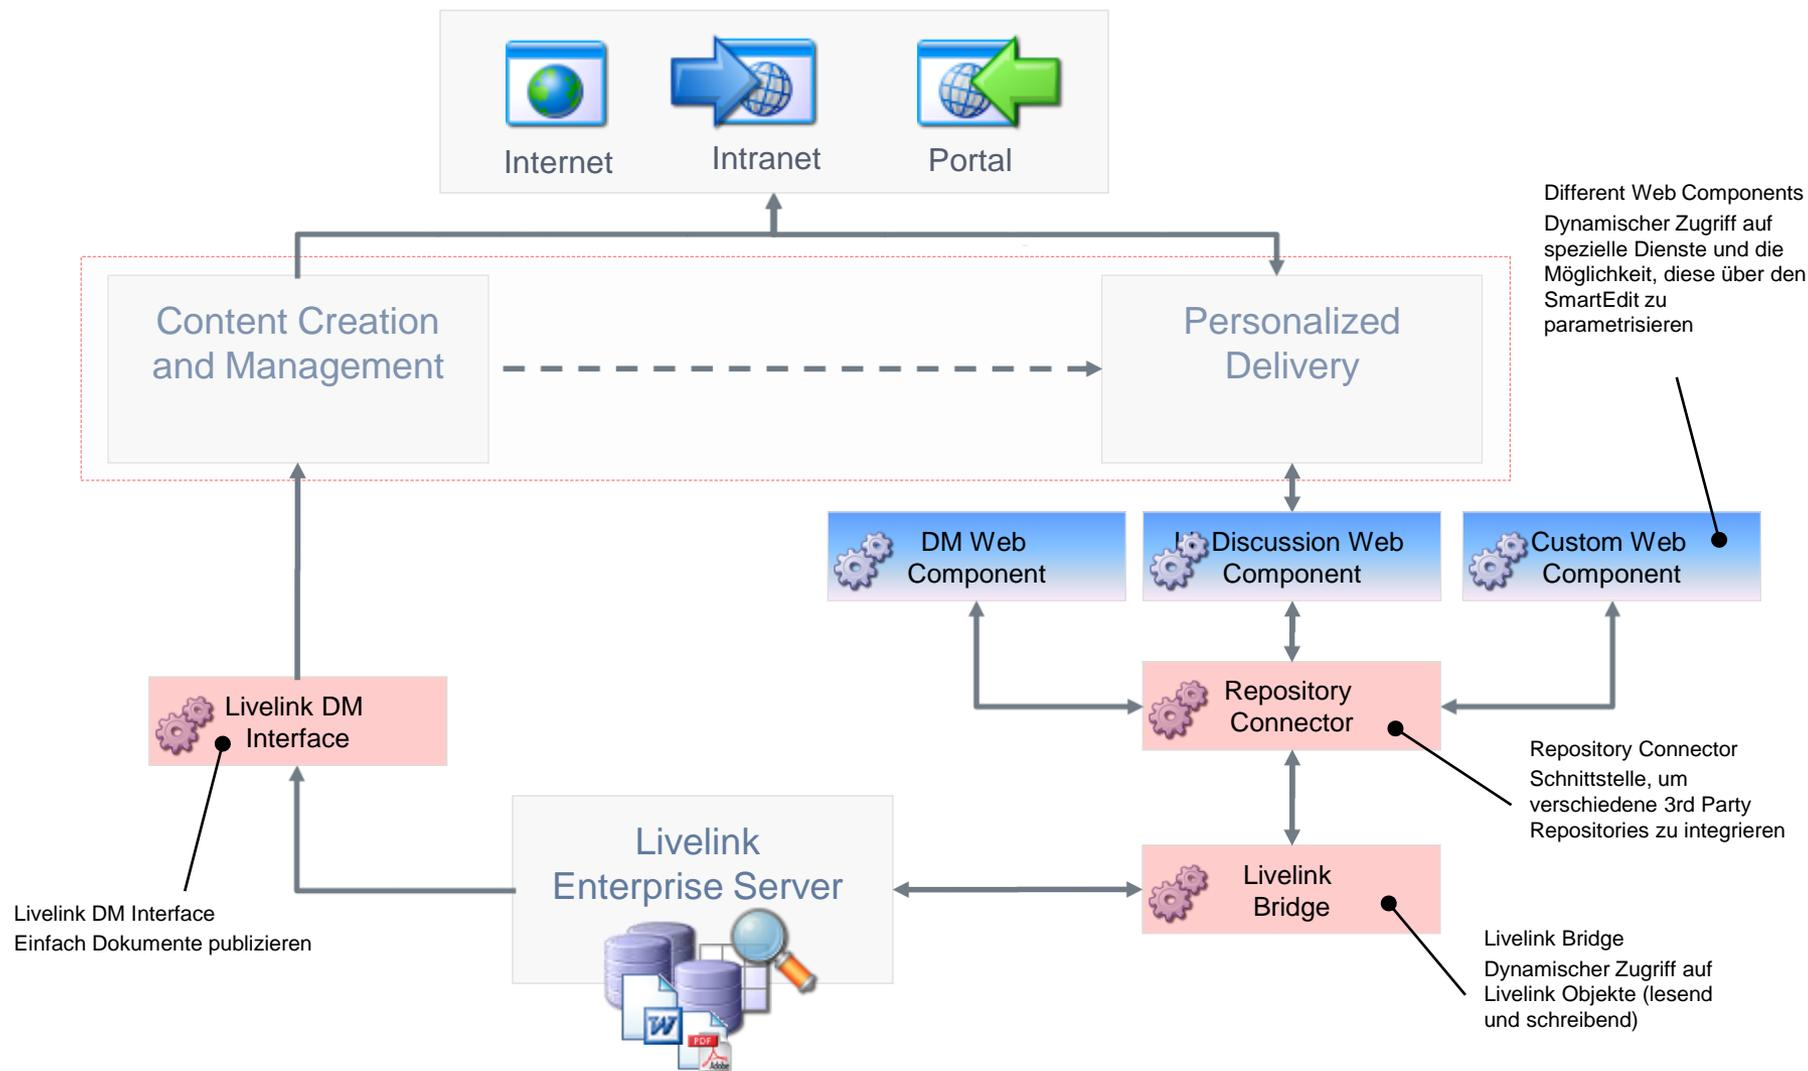 Internet
Intranet
Portal
Different Web Components
Dynamischer Zugriff auf
spezielle Dienste und die
Möglichkeit, diese über den
SmartEdit zu
parametrisieren
Content Creation
and Management
Personalized
Delivery
DM Web
Component
Discussion Web
Component
Custom Web
Component
Livelink DM
Interface
Repository
Connector
Repository Connector
Schnittstelle, um
verschiedene 3rd Party
Repositories zu integrieren
Livelink
Enterprise Server
Livelink
Bridge
Livelink DM Interface
Einfach Dokumente publizieren
Livelink Bridge
Dynamischer Zugriff auf
Livelink Objekte (lesend
und schreibend)
W
PDF
Adobe